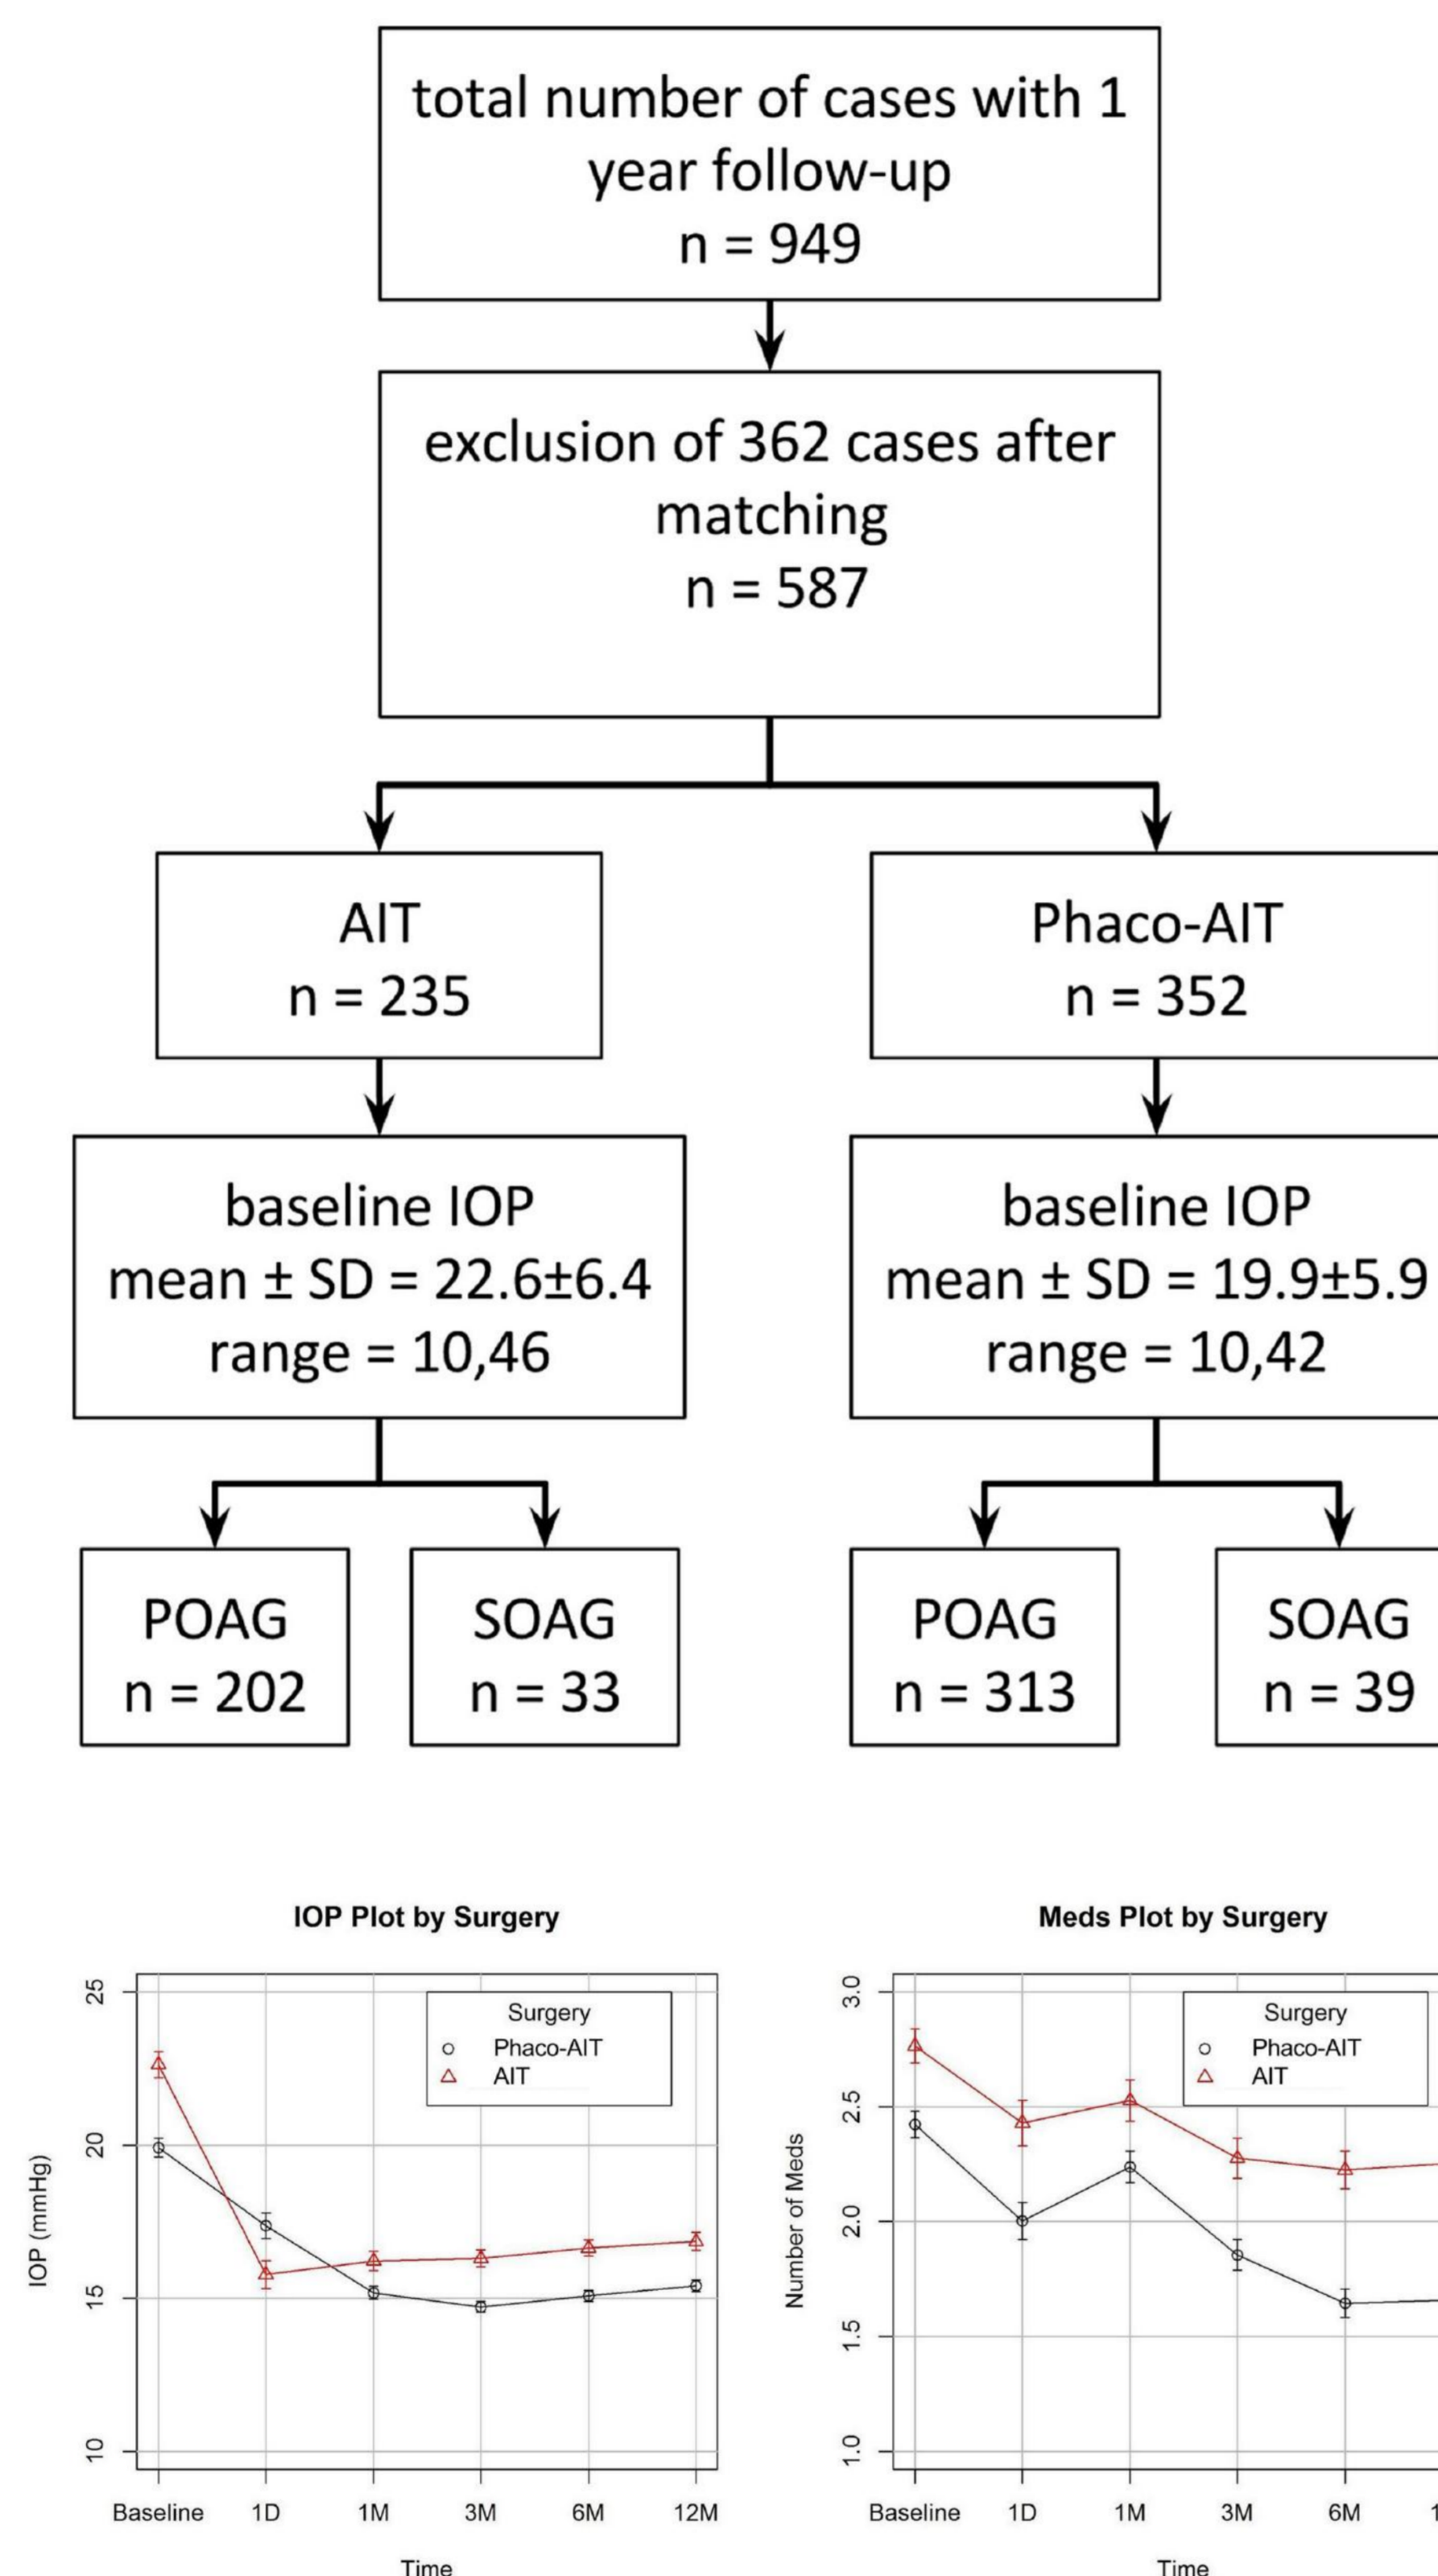 total number of cases with 1
year follow-up
n = 949
exclusion of 362 cases after
matching
n = 587
AIT
n = 235
Phaco-AIT
n = 352
baseline IOP
mean ± SD = 22.6±6.4
range = 10,46
baseline IOP
mean ± SD = 19.9±5.9
range = 10,42
POAG
n = 202
SOAG
n = 33
POAG
n = 313
SOAG
n = 39
IOP Plot by Surgery
25
20
15
10
IOP (mmHg)
Surgery
Phaco-AIT
AIT
Baseline 1D 1M 3M 6M 12M
Time
Meds Plot by Surgery
3.0
2.5
2.0
1.5
1.0
Number of Meds
Surgery
Phaco-AIT
AIT
Baseline 1D 1M 3M 6M
Time